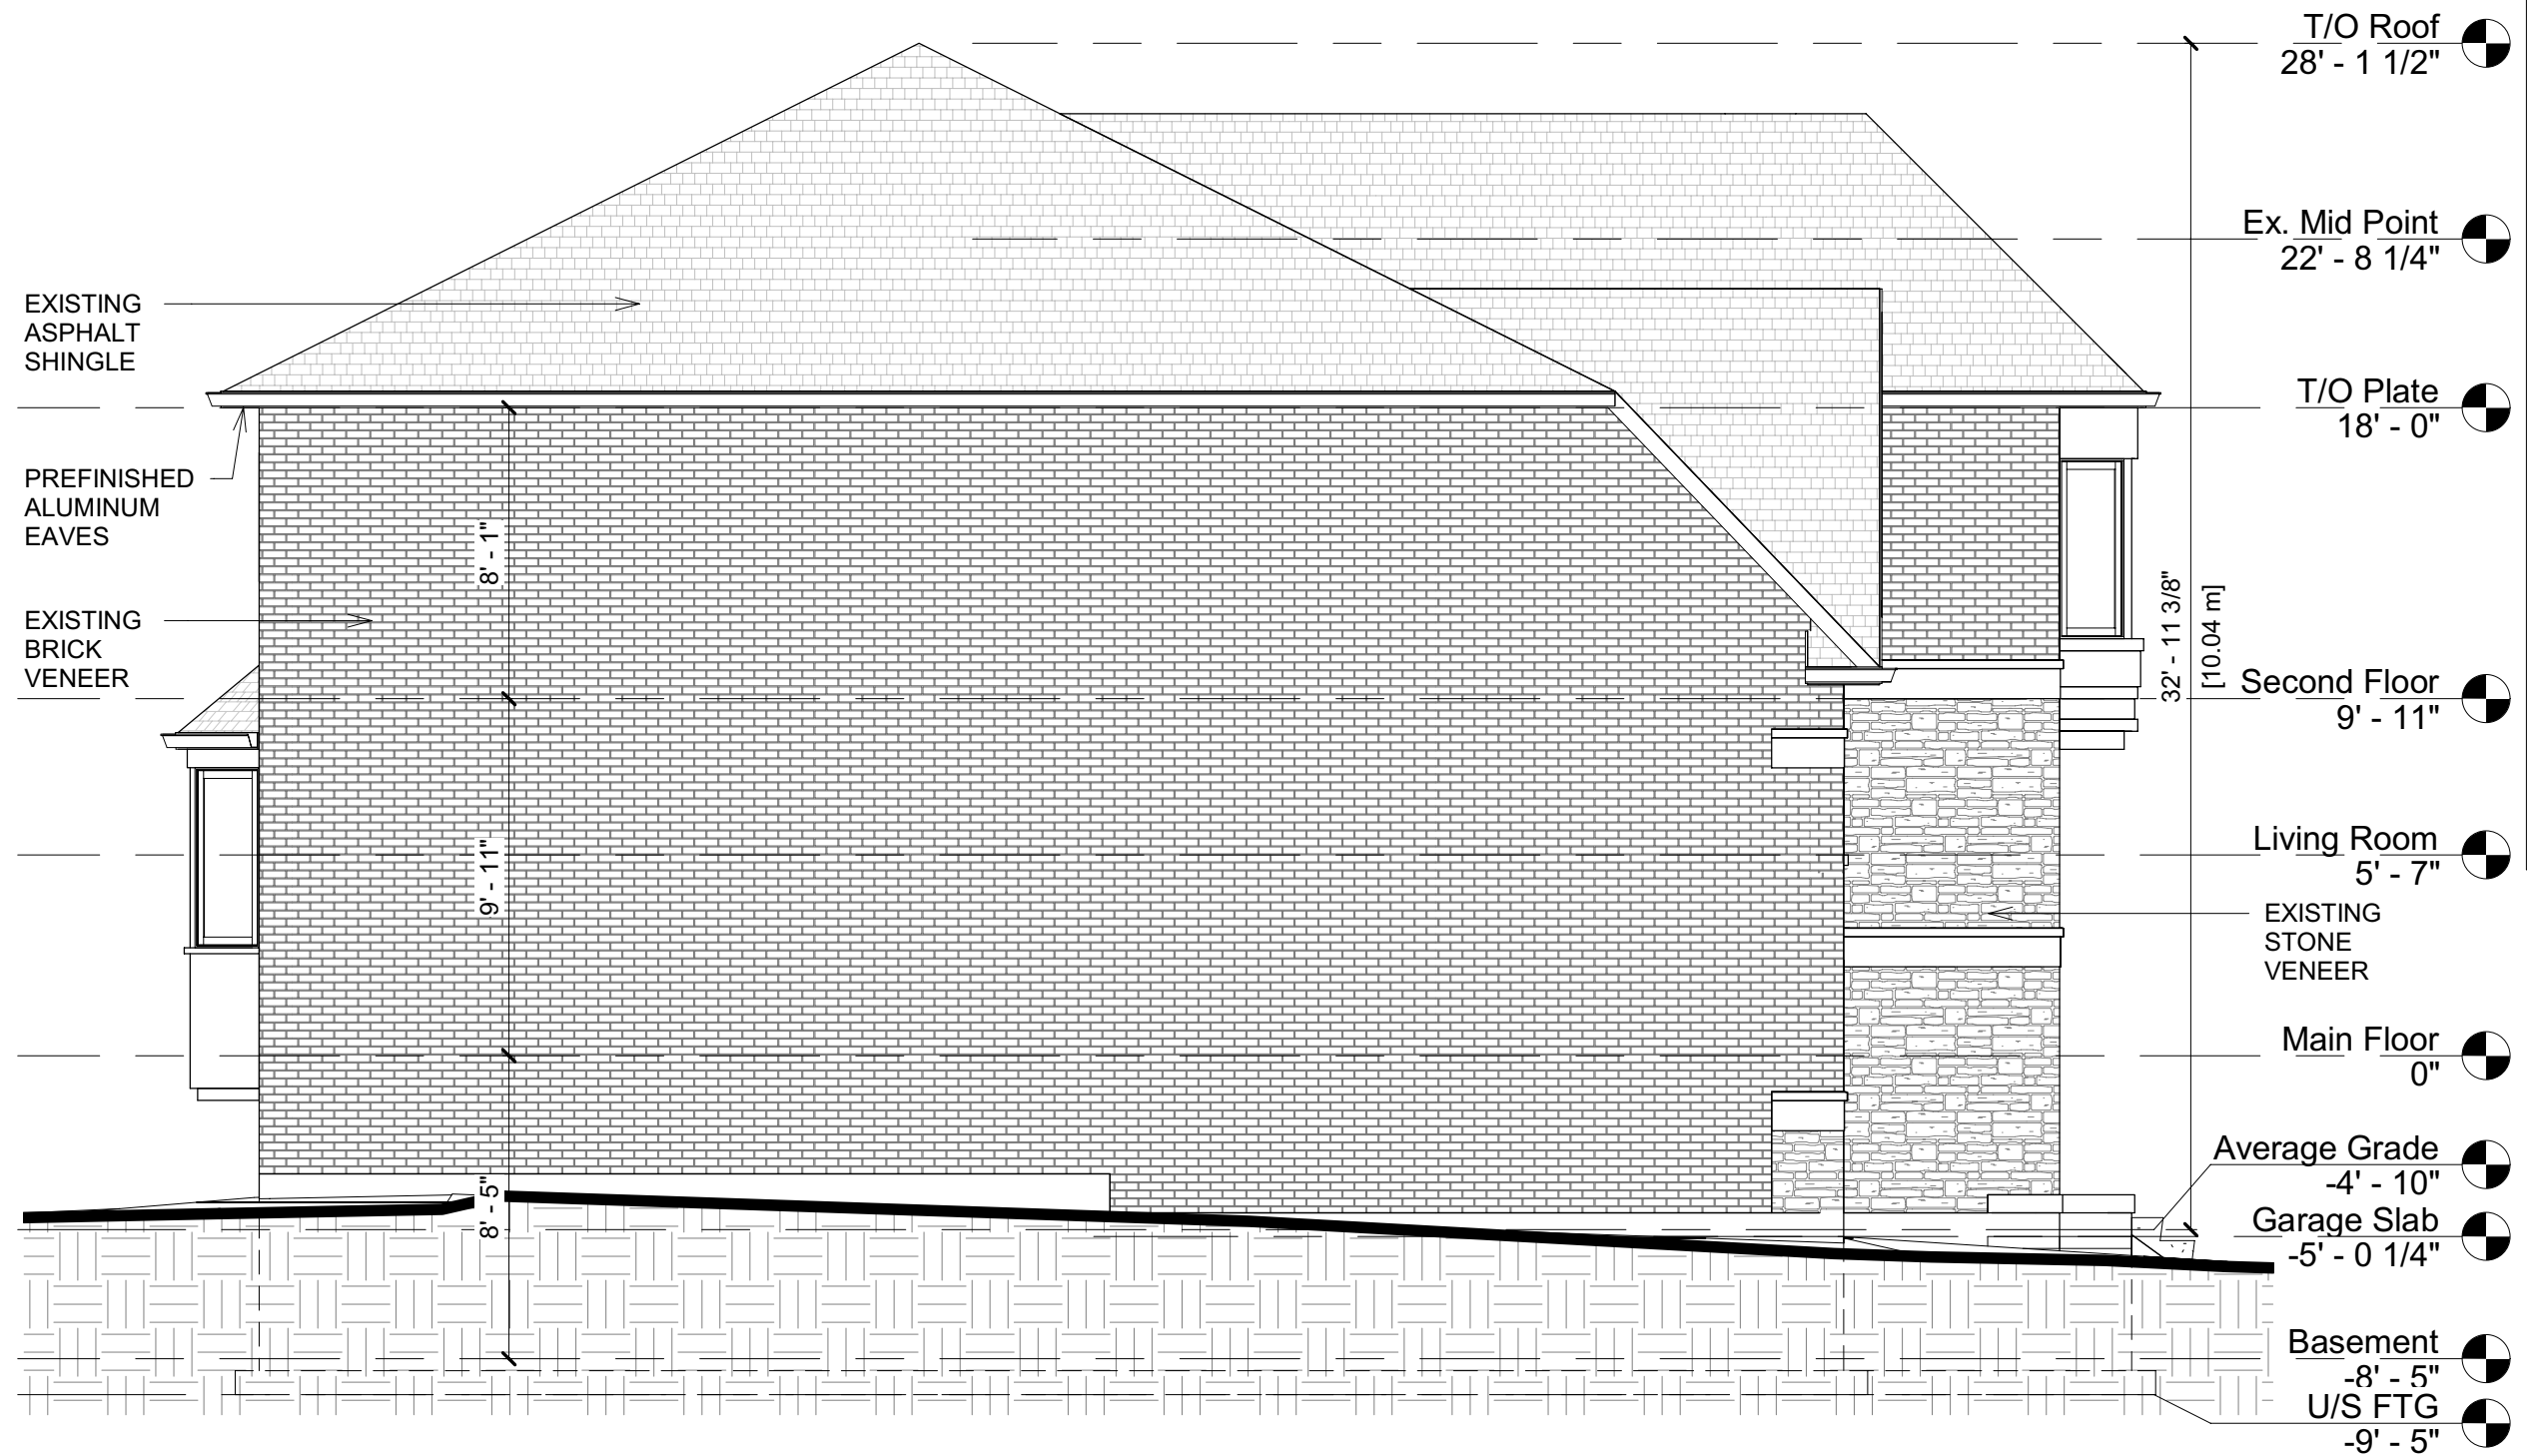 T/O Roof
28' - 1 1/2"
Ex. Mid Point
22' - 8 1/4"
EXISTING
ASPHALT
SHINGLE
T/O Plate
18' - 0"
PREFINISHED
ALUMINUM
EAVES
8' - 1"
EXISTING
BRICK
VENEER
32' - 11 3/8"
[10.04 m]
Second Floor
9' - 11"
9' - 11"
Living Room
5' - 7"
EXISTING
STONE
VENEER
Main Floor
0"
Average Grade
-4' - 10"
8' - 5"
Garage Slab
-5' - 0 1/4"
Basement
-8' - 5"
U/S FTG
-9' - 5"